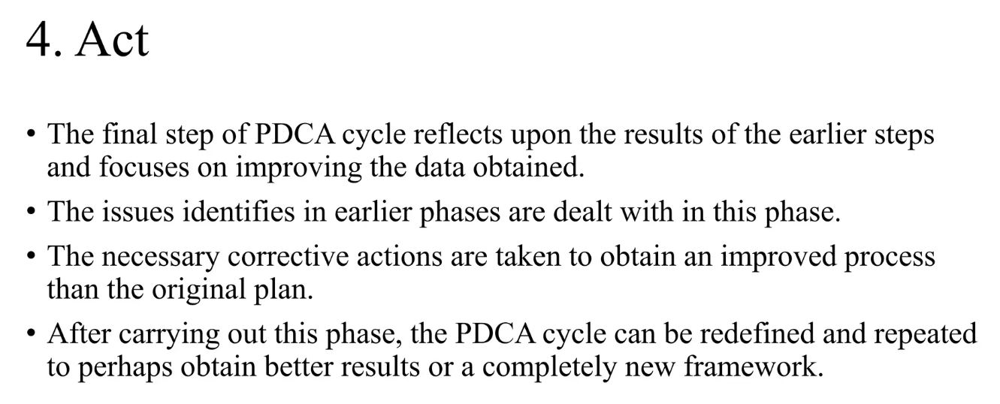 4. Act
• The final step of PDCA cycle reflects upon the results of the earlier steps
and focuses on improving the data obtained.
• The issues identifies in earlier phases are dealt with in this phase.
• The necessary corrective actions are taken to obtain an improved process
than the original plan.
• After carrying out this phase, the PDCA cycle can be redefined and repeated
to perhaps obtain better results or a completely new framework.